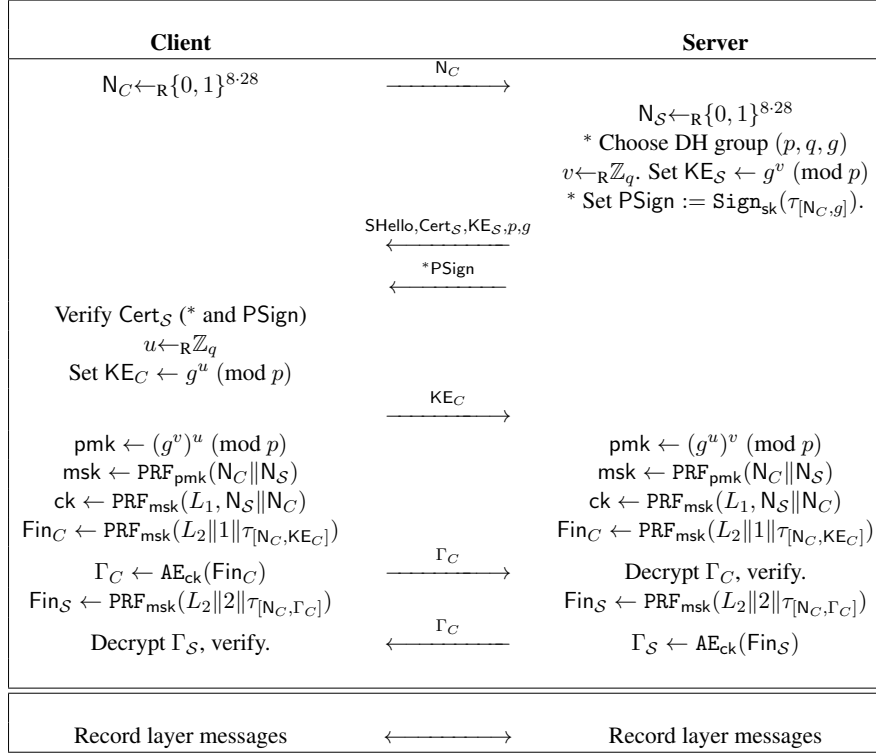 Client Server
N_C ←_R {0, 1}^{8·28} N_C
N_S ←_R {0, 1}^{8·28}
* Choose DH group (p, q, g)
v ←_R ℤ_q. Set KE_S ← g^v (mod p)
* Set PSign := Sign_sk(τ_{[N_C,g]}).
SHello,Cert_S,KE_S,p,g
*PSign
Verify Cert_S (* and PSign)
u ←_R ℤ_q
Set KE_C ← g^u (mod p)
KE_C
pmk ← (g^v)^u (mod p) pmk ← (g^u)^v (mod p)
msk ← PRF_pmk(N_C‖N_S) msk ← PRF_pmk(N_C‖N_S)
ck ← PRF_msk(L_1, N_S‖N_C) ck ← PRF_msk(L_1, N_S‖N_C)
Fin_C ← PRF_msk(L_2‖1‖τ_{[N_C,KE_C]}) Fin_C ← PRF_msk(L_2‖1‖τ_{[N_C,KE_C]})
Γ_C ← AE_ck(Fin_C) Γ_C Decrypt Γ_C, verify.
Fin_S ← PRF_msk(L_2‖2‖τ_{[N_C,Γ_C]}) Fin_S ← PRF_msk(L_2‖2‖τ_{[N_C,Γ_C]})
Decrypt Γ_S, verify. Γ_C Γ_S ← AE_ck(Fin_S)
Record layer messages Record layer messages